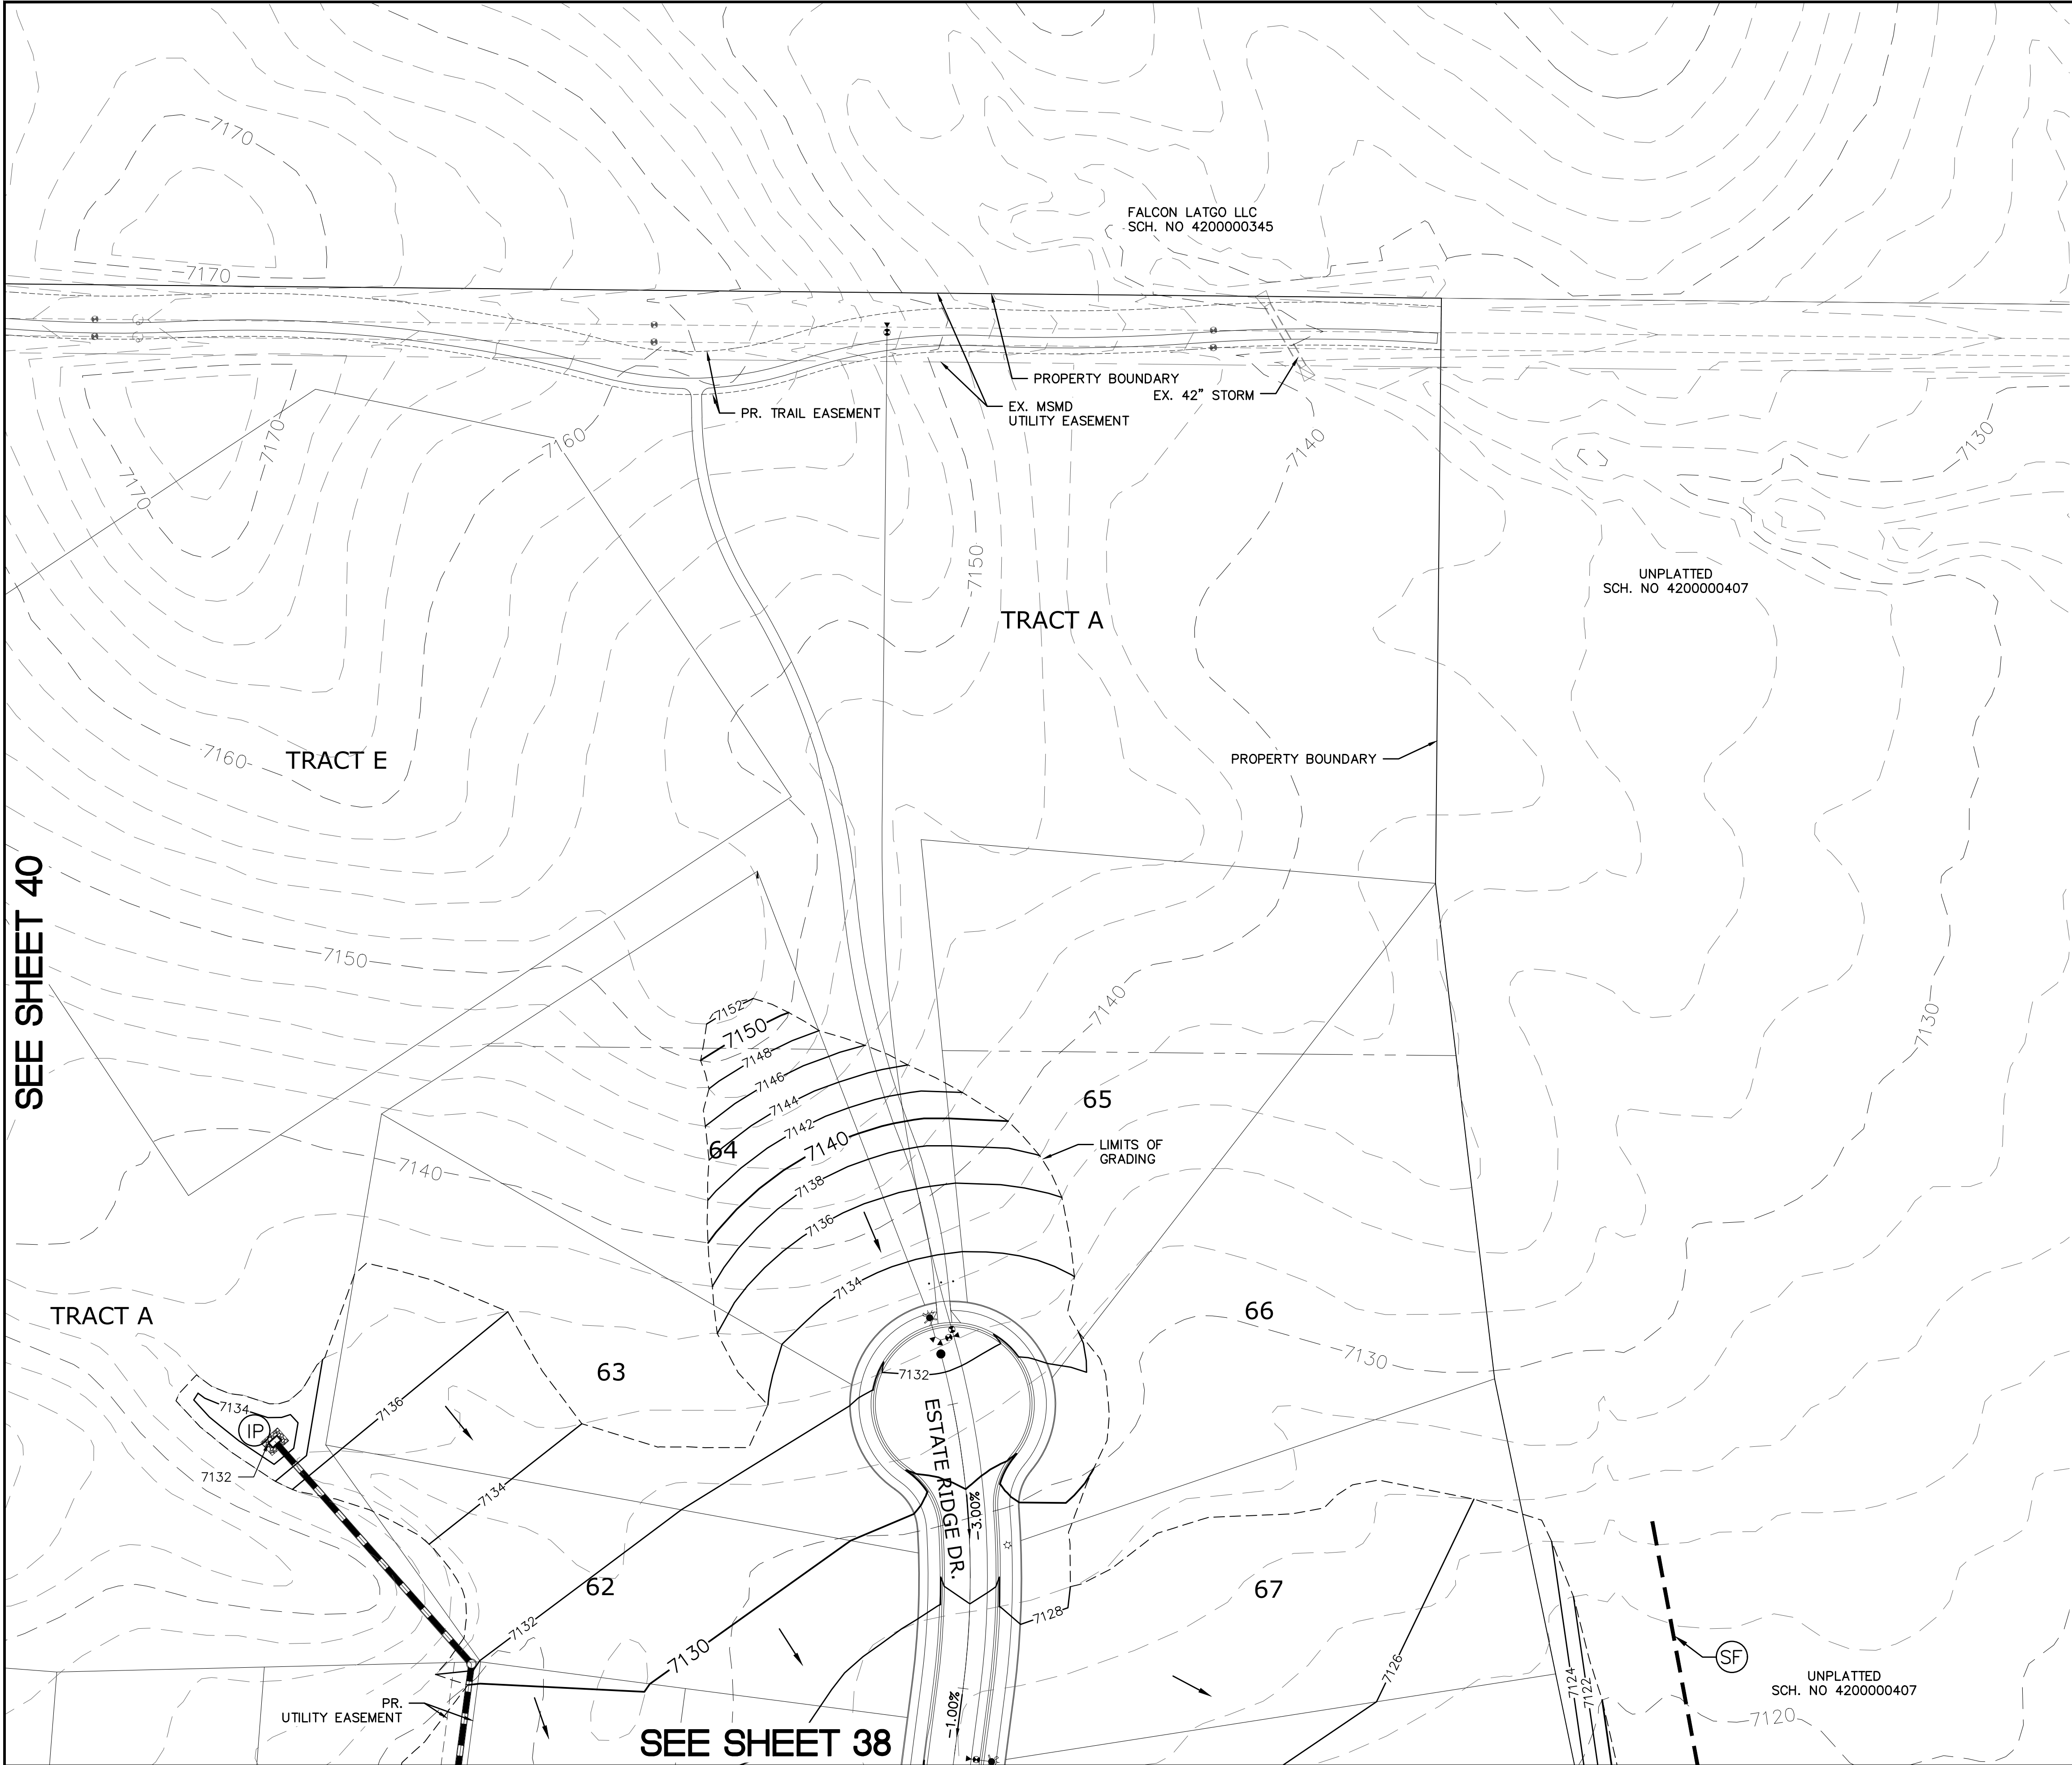 7170
FALCON LATGO LLC
SCH. NO 4200000345
7170
PROPERTY BOUNDARY
EX. 42" STORM
PR. TRAIL EASEMENT
EX. MSMD
UTILITY EASEMENT
7160
7170
7170
7140
7130
7150
UNPLATTED
SCH. NO 4200000407
TRACT A
TRACT E
7160
PROPERTY BOUNDARY
SEE SHEET 40
7150
7140
7130
7152
7150
7148
7146
7144
7142
7140
7138
7136
7134
64
65
LIMITS OF
GRADING
7140
TRACT A
66
7130
63
7132
7136
7134
IP
7132
7134
ESTATE RIDGE DR.
-3.00%
62
67
7128
7132
7130
7126
7124
7122
SF
UNPLATTED
SCH. NO 4200000407
PR.
UTILITY EASEMENT
-1.00%
7120
SEE SHEET 38